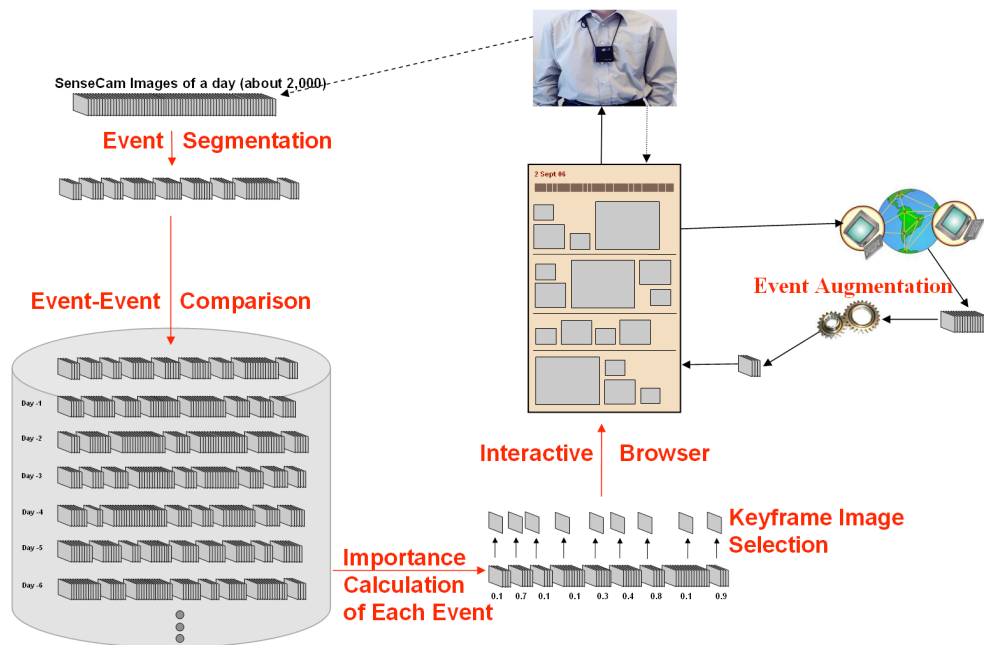 SenseCam Images of a day (about 2,000)
Event Segmentation
Event-Event Comparison
Day -1
Day -2
Day -3
Day -4
Day -5
Day -6
Importance
Calculation
of Each Event
0.1 0.7 0.1 0.1 0.3 0.4 0.8 0.1 0.9
Keyframe Image
Selection
Interactive Browser
2 Sept 06
Event Augmentation